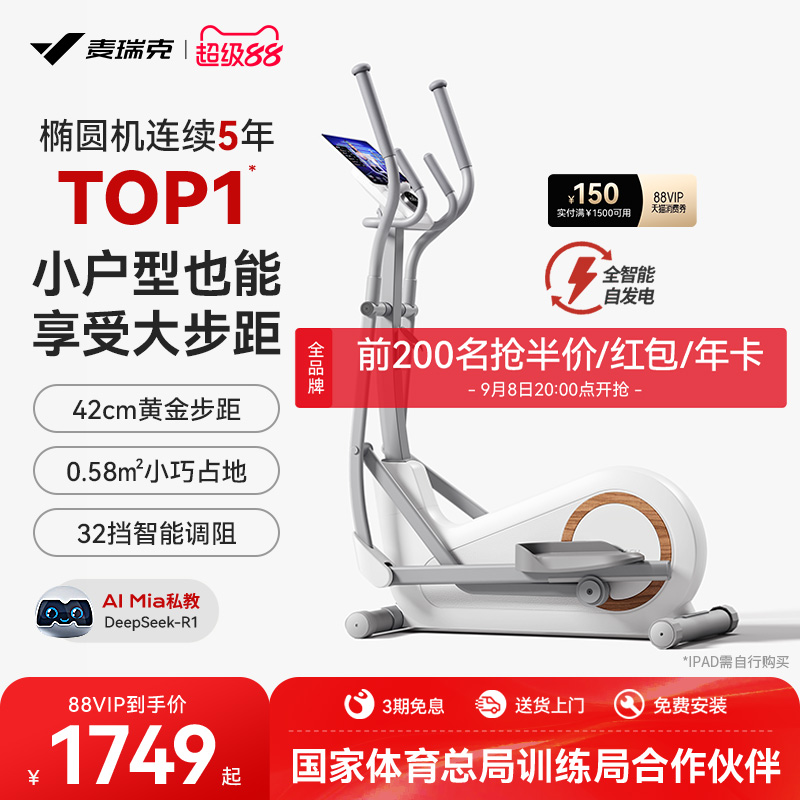 麦瑞克
超级88
椭圆机连续5年
TOP1*
小户型也能
享受大步距
¥150
实付满¥1500可用
88VIP
天猫消费券
全智能
自发电
全品牌
前200名抢半价/红包/年卡
- 9月8日20:00点开抢 -
42cm黄金步距
0.58㎡小巧占地
32挡智能调阻
AI Mia私教
DeepSeek-R1
*IPAD需自行购买
88VIP到手价
¥1749起
3期免息
送货上门
免费安装
国家体育总局训练局合作伙伴